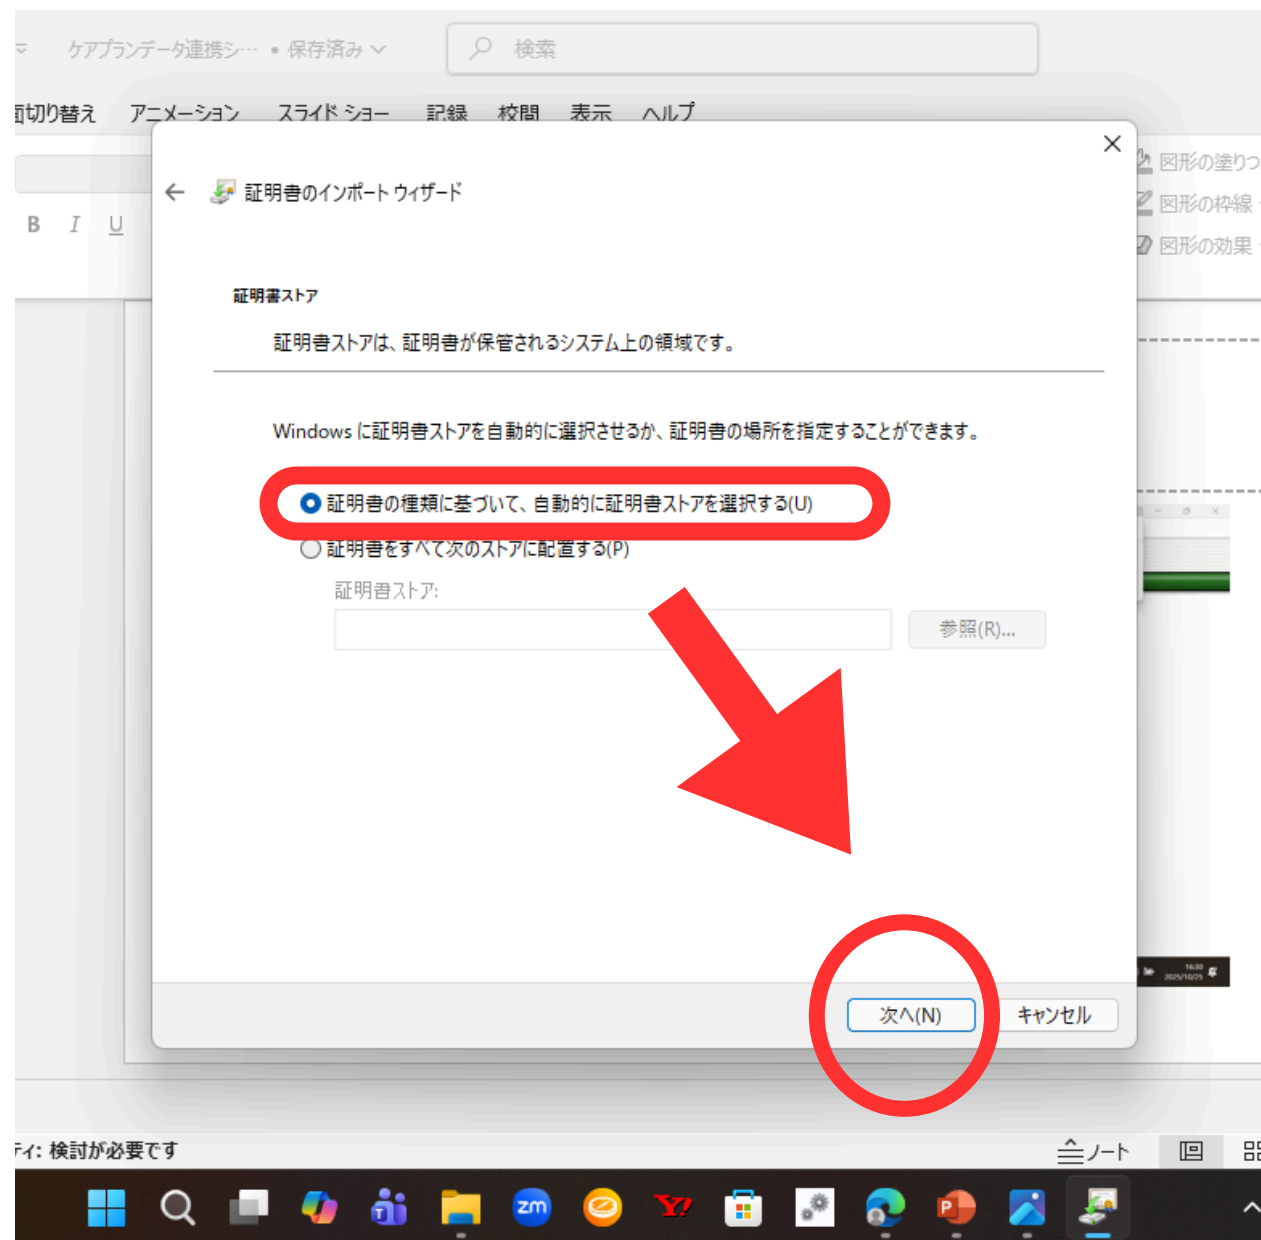 ケアプランデータ連携シ… • 保存済み
検索
面切り替え アニメーション スライド ショー 記録 校閲 表示 ヘルプ
図形の塗りつ
証明書のインポート ウィザード
図形の枠線
B I U
図形の効果
証明書ストア
証明書ストアは、証明書が保管されるシステム上の領域です。
Windows に証明書ストアを自動的に選択させるか、証明書の場所を指定することができます。
証明書の種類に基づいて、自動的に証明書ストアを選択する(U)
証明書をすべて次のストアに配置する(P)
証明書ストア:
参照(R)...
16:30
2025/10/25
次へ(N) キャンセル
ティ: 検討が必要です
ノート
zm